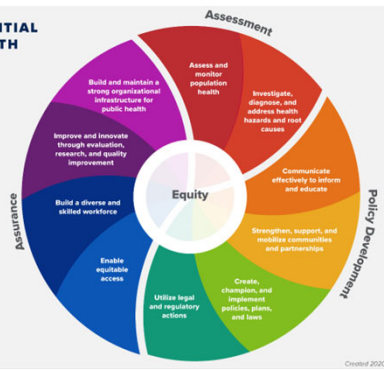 NTIAL
TH
Assessment
Assess and
monitor
population
health
Investigate,
diagnose, and
address health
hazards and root
causes
Policy Development
Communicate
effectively to inform
and educate
Strengthen, support, and
mobilize communities
and partnerships
Create,
champion, and
implement
policies, plans,
and laws
Utilize legal
and regulatory
actions
Assurance
Enable
equitable
access
Build a diverse and
skilled workforce
Improve and innovate
through evaluation,
research, and quality
improvement
Build and maintain a
strong organizational
infrastructure for
public health
Equity
Created 2020